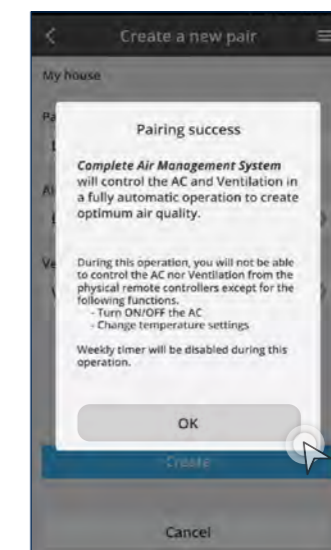 Create a new pair
My house
Pairing success
Complete Air Management System
will control the AC and Ventilation in
a fully automatic operation to create
optimum air quality.
During this operation, you will not be able
to control the AC nor Ventilation from the
physical remote controllers except for the
following functions.
- Turn ON/OFF the AC
- Change temperature settings
Weekly timer will be disabled during this
operation.
OK
Create
Cancel